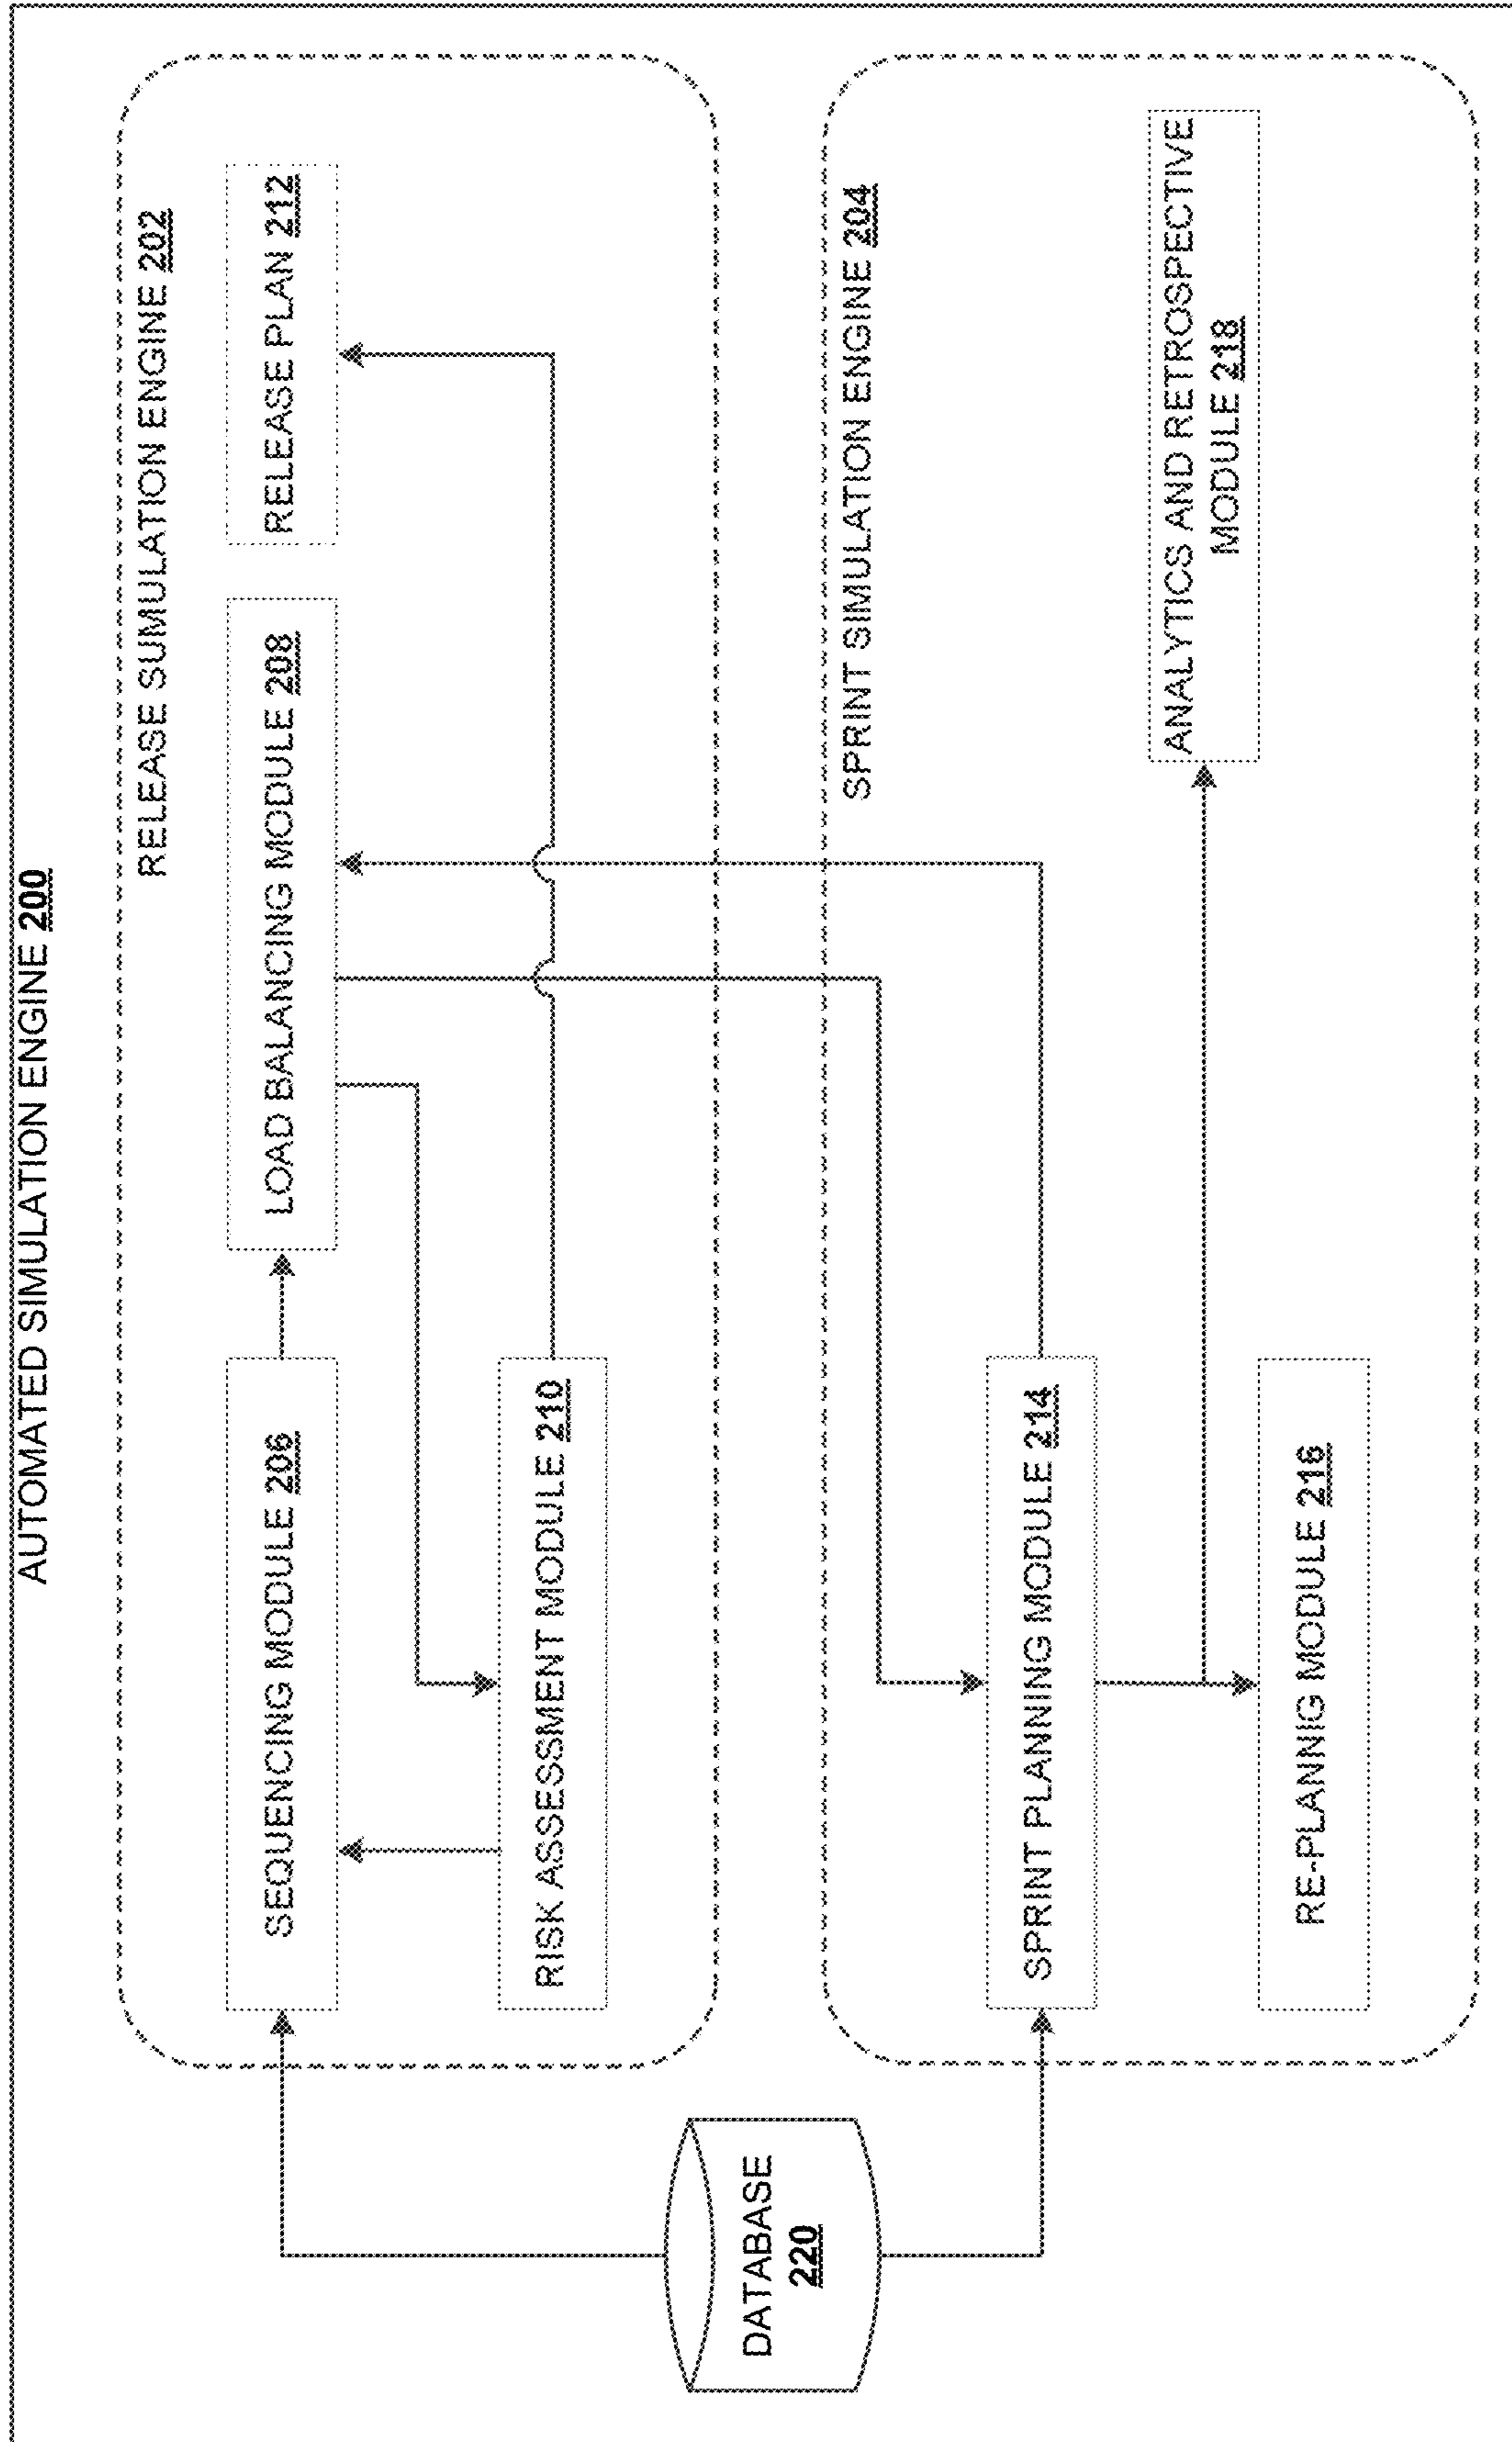 AUTOMATED SIMULATION ENGINE 200
RELEASE SUMULATION ENGINE 202
SEQUENCING MODULE 206
LOAD BALANCING MODULE 208
RELEASE PLAN 212
RISK ASSESSMENT MODULE 210
DATABASE
220
SPRINT SIMULATION ENGINE 204
SPRINT PLANNING MODULE 214
ANALYTICS AND RETROSPECTIVE
MODULE 218
RE-PLANNIG MODULE 216